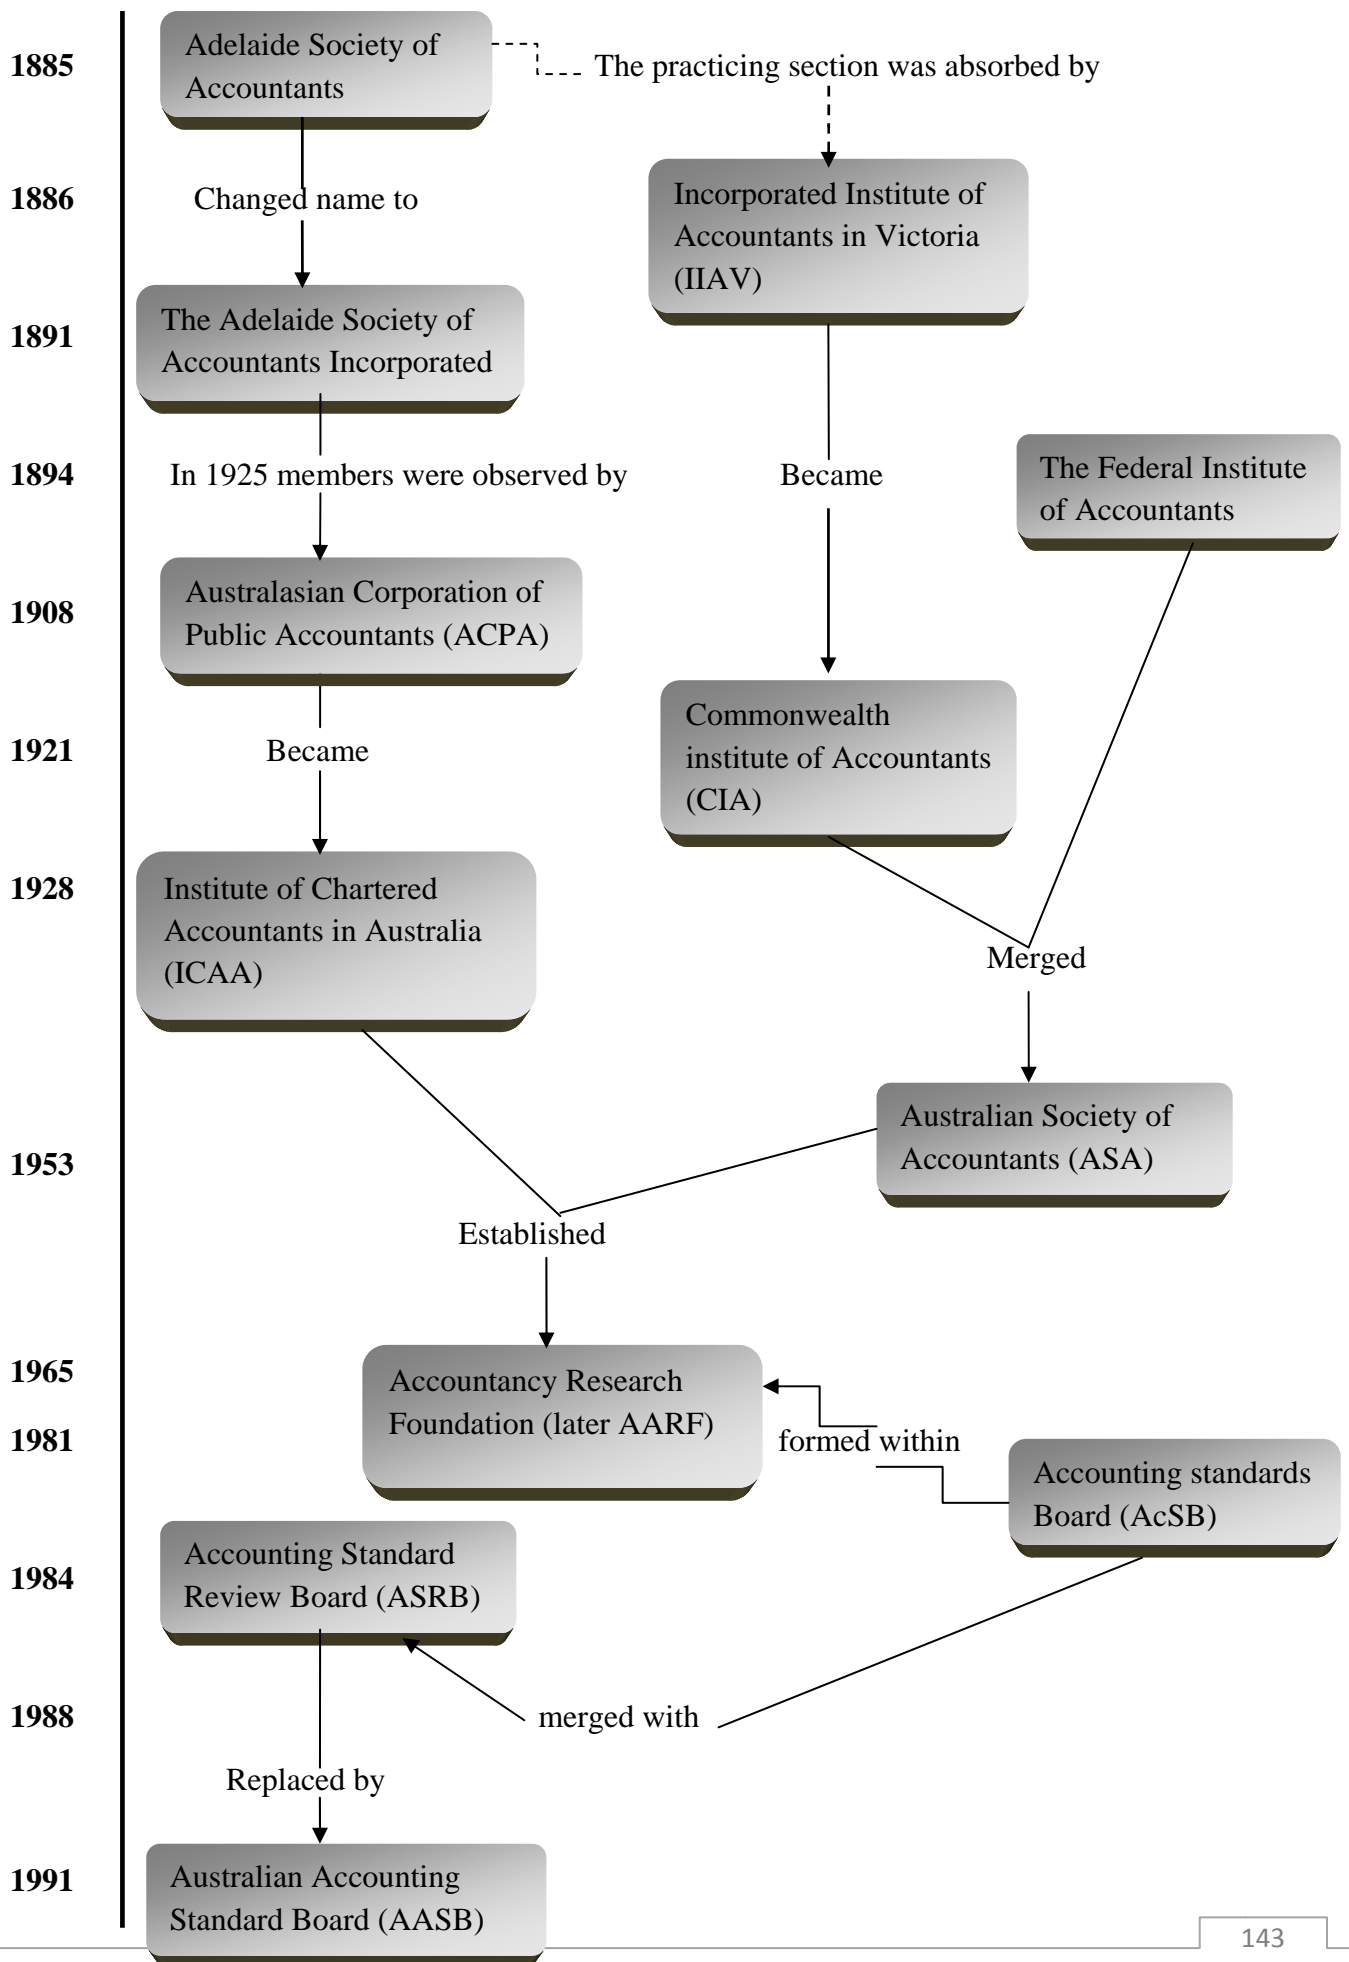 Adelaide Society of
Accountants
1885
The practicing section was absorbed by
1886
Changed name to
Incorporated Institute of
Accountants in Victoria
(IIAV)
1891
The Adelaide Society of
Accountants Incorporated
1894
In 1925 members were observed by
Became
The Federal Institute
of Accountants
1908
Australasian Corporation of
Public Accountants (ACPA)
1921
Became
Commonwealth
institute of Accountants
(CIA)
1928
Institute of Chartered
Accountants in Australia
(ICAA)
Merged
Australian Society of
Accountants (ASA)
1953
Established
1965
Accountancy Research
Foundation (later AARF)
1981
formed within
Accounting standards
Board (AcSB)
1984
Accounting Standard
Review Board (ASRB)
1988
merged with
Replaced by
1991
Australian Accounting
Standard Board (AASB)
143